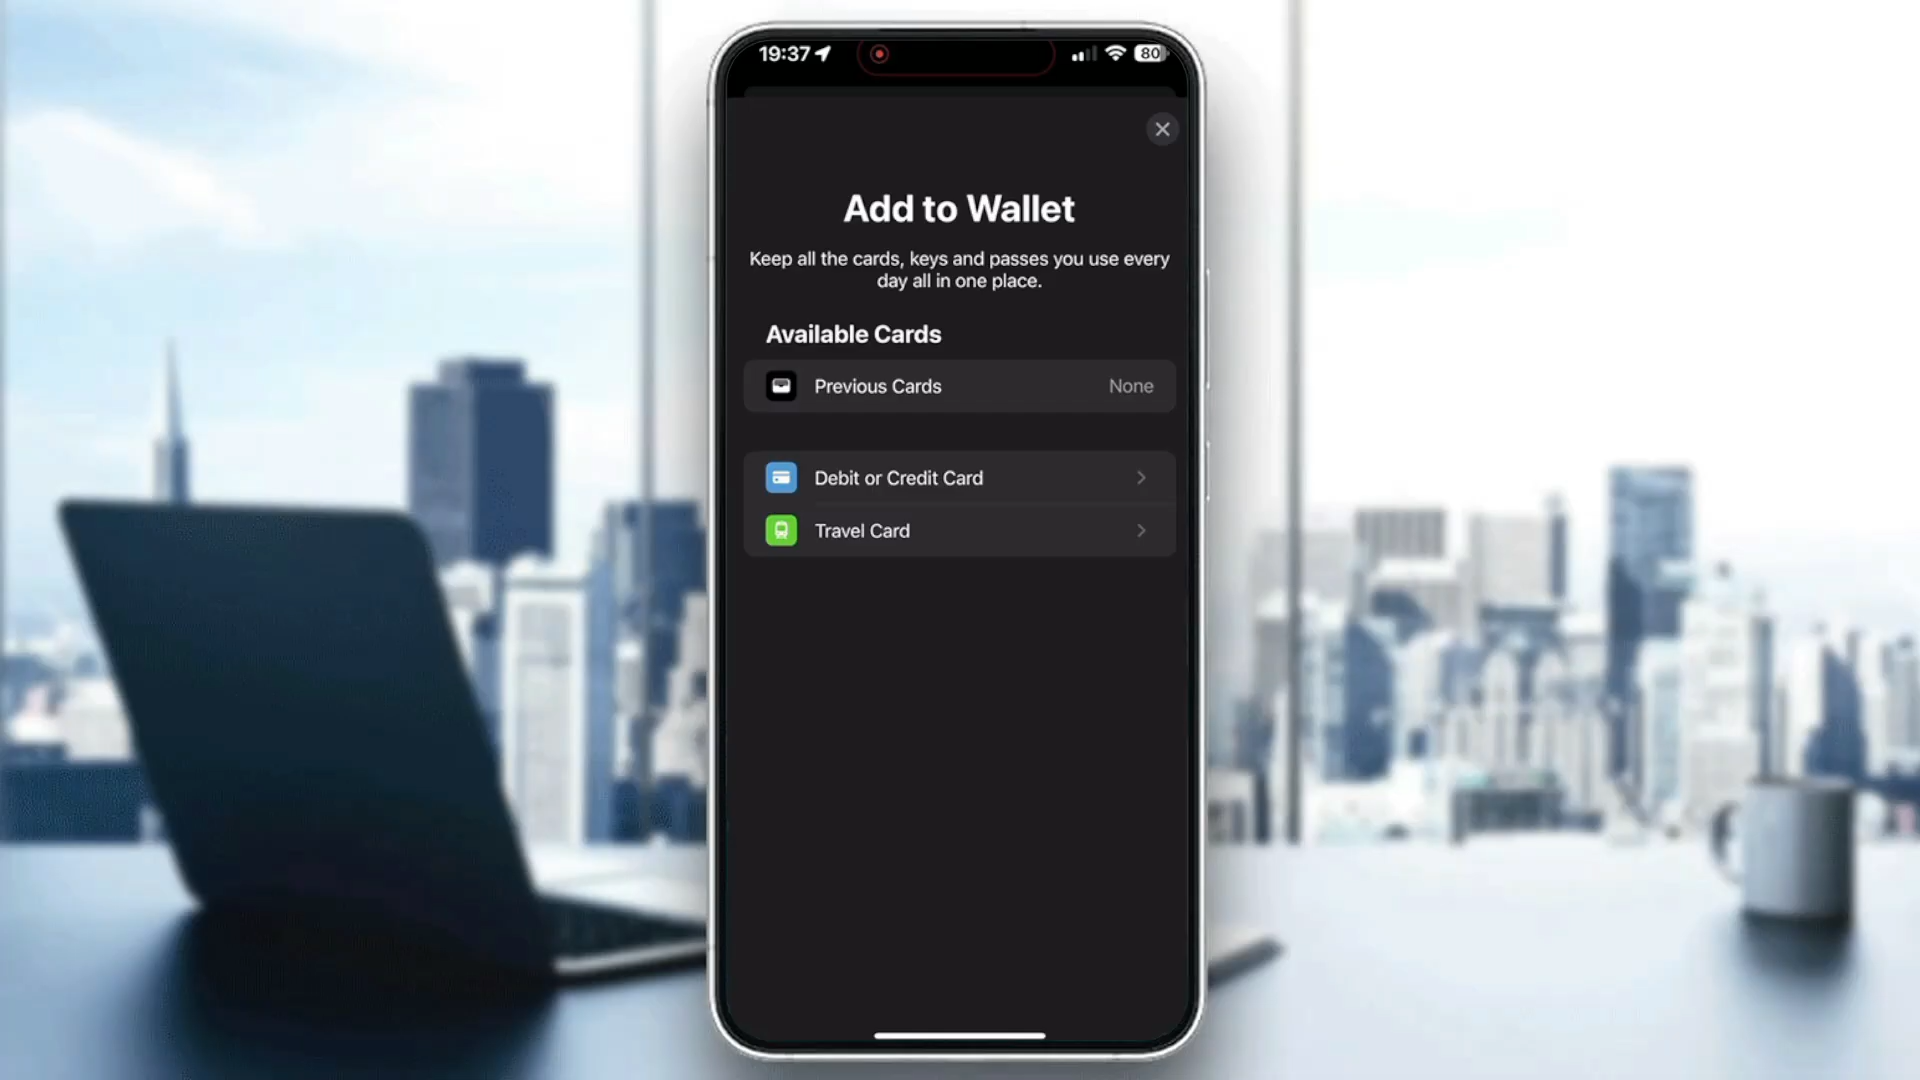 19:37
80
Add to Wallet
Keep all the cards, keys and passes you use every
day all in one place.
Available Cards
Previous Cards None
Debit or Credit Card
Travel Card